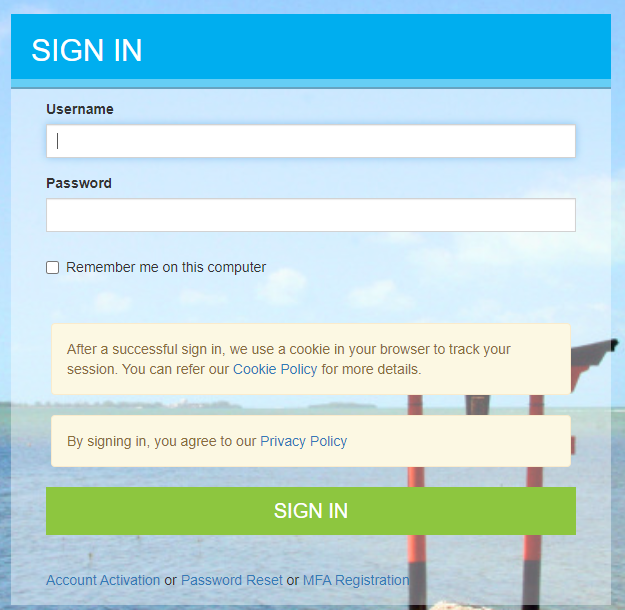 SIGN IN
Username
Password
Remember me on this computer
After a successful sign in, we use a cookie in your browser to track your
session. You can refer our Cookie Policy for more details.
By signing in, you agree to our Privacy Policy
SIGN IN
Account Activation or Password Reset or MFA Registration